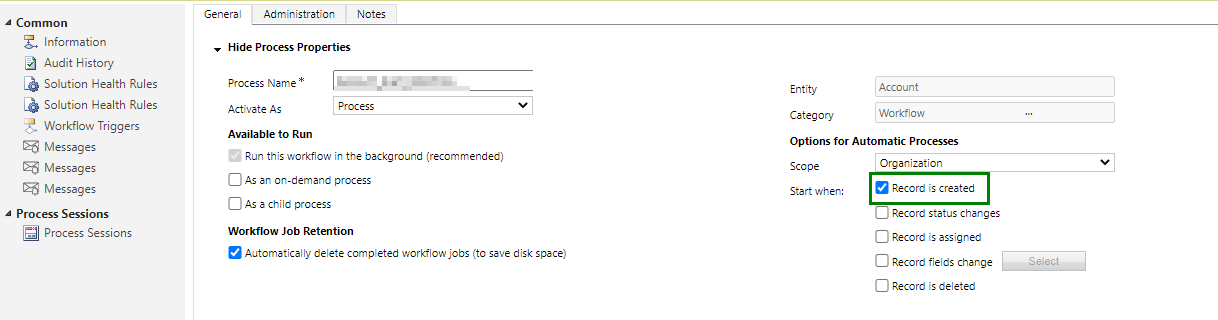 Common
Information
Audit History
Solution Health Rules
Solution Health Rules
Workflow Triggers
Messages
Messages
Messages
Process Sessions
Process Sessions
General
Administration
Notes
Hide Process Properties
Process Name *
Activate As
Process
Available to Run
Run this workflow in the background (recommended)
As an on-demand process
As a child process
Workflow Job Retention
Automatically delete completed workflow jobs (to save disk space)
Entity
Account
Category
Workflow ...
Options for Automatic Processes
Scope
Organization
Start when:
Record is created
Record status changes
Record is assigned
Record fields change
Select
Record is deleted